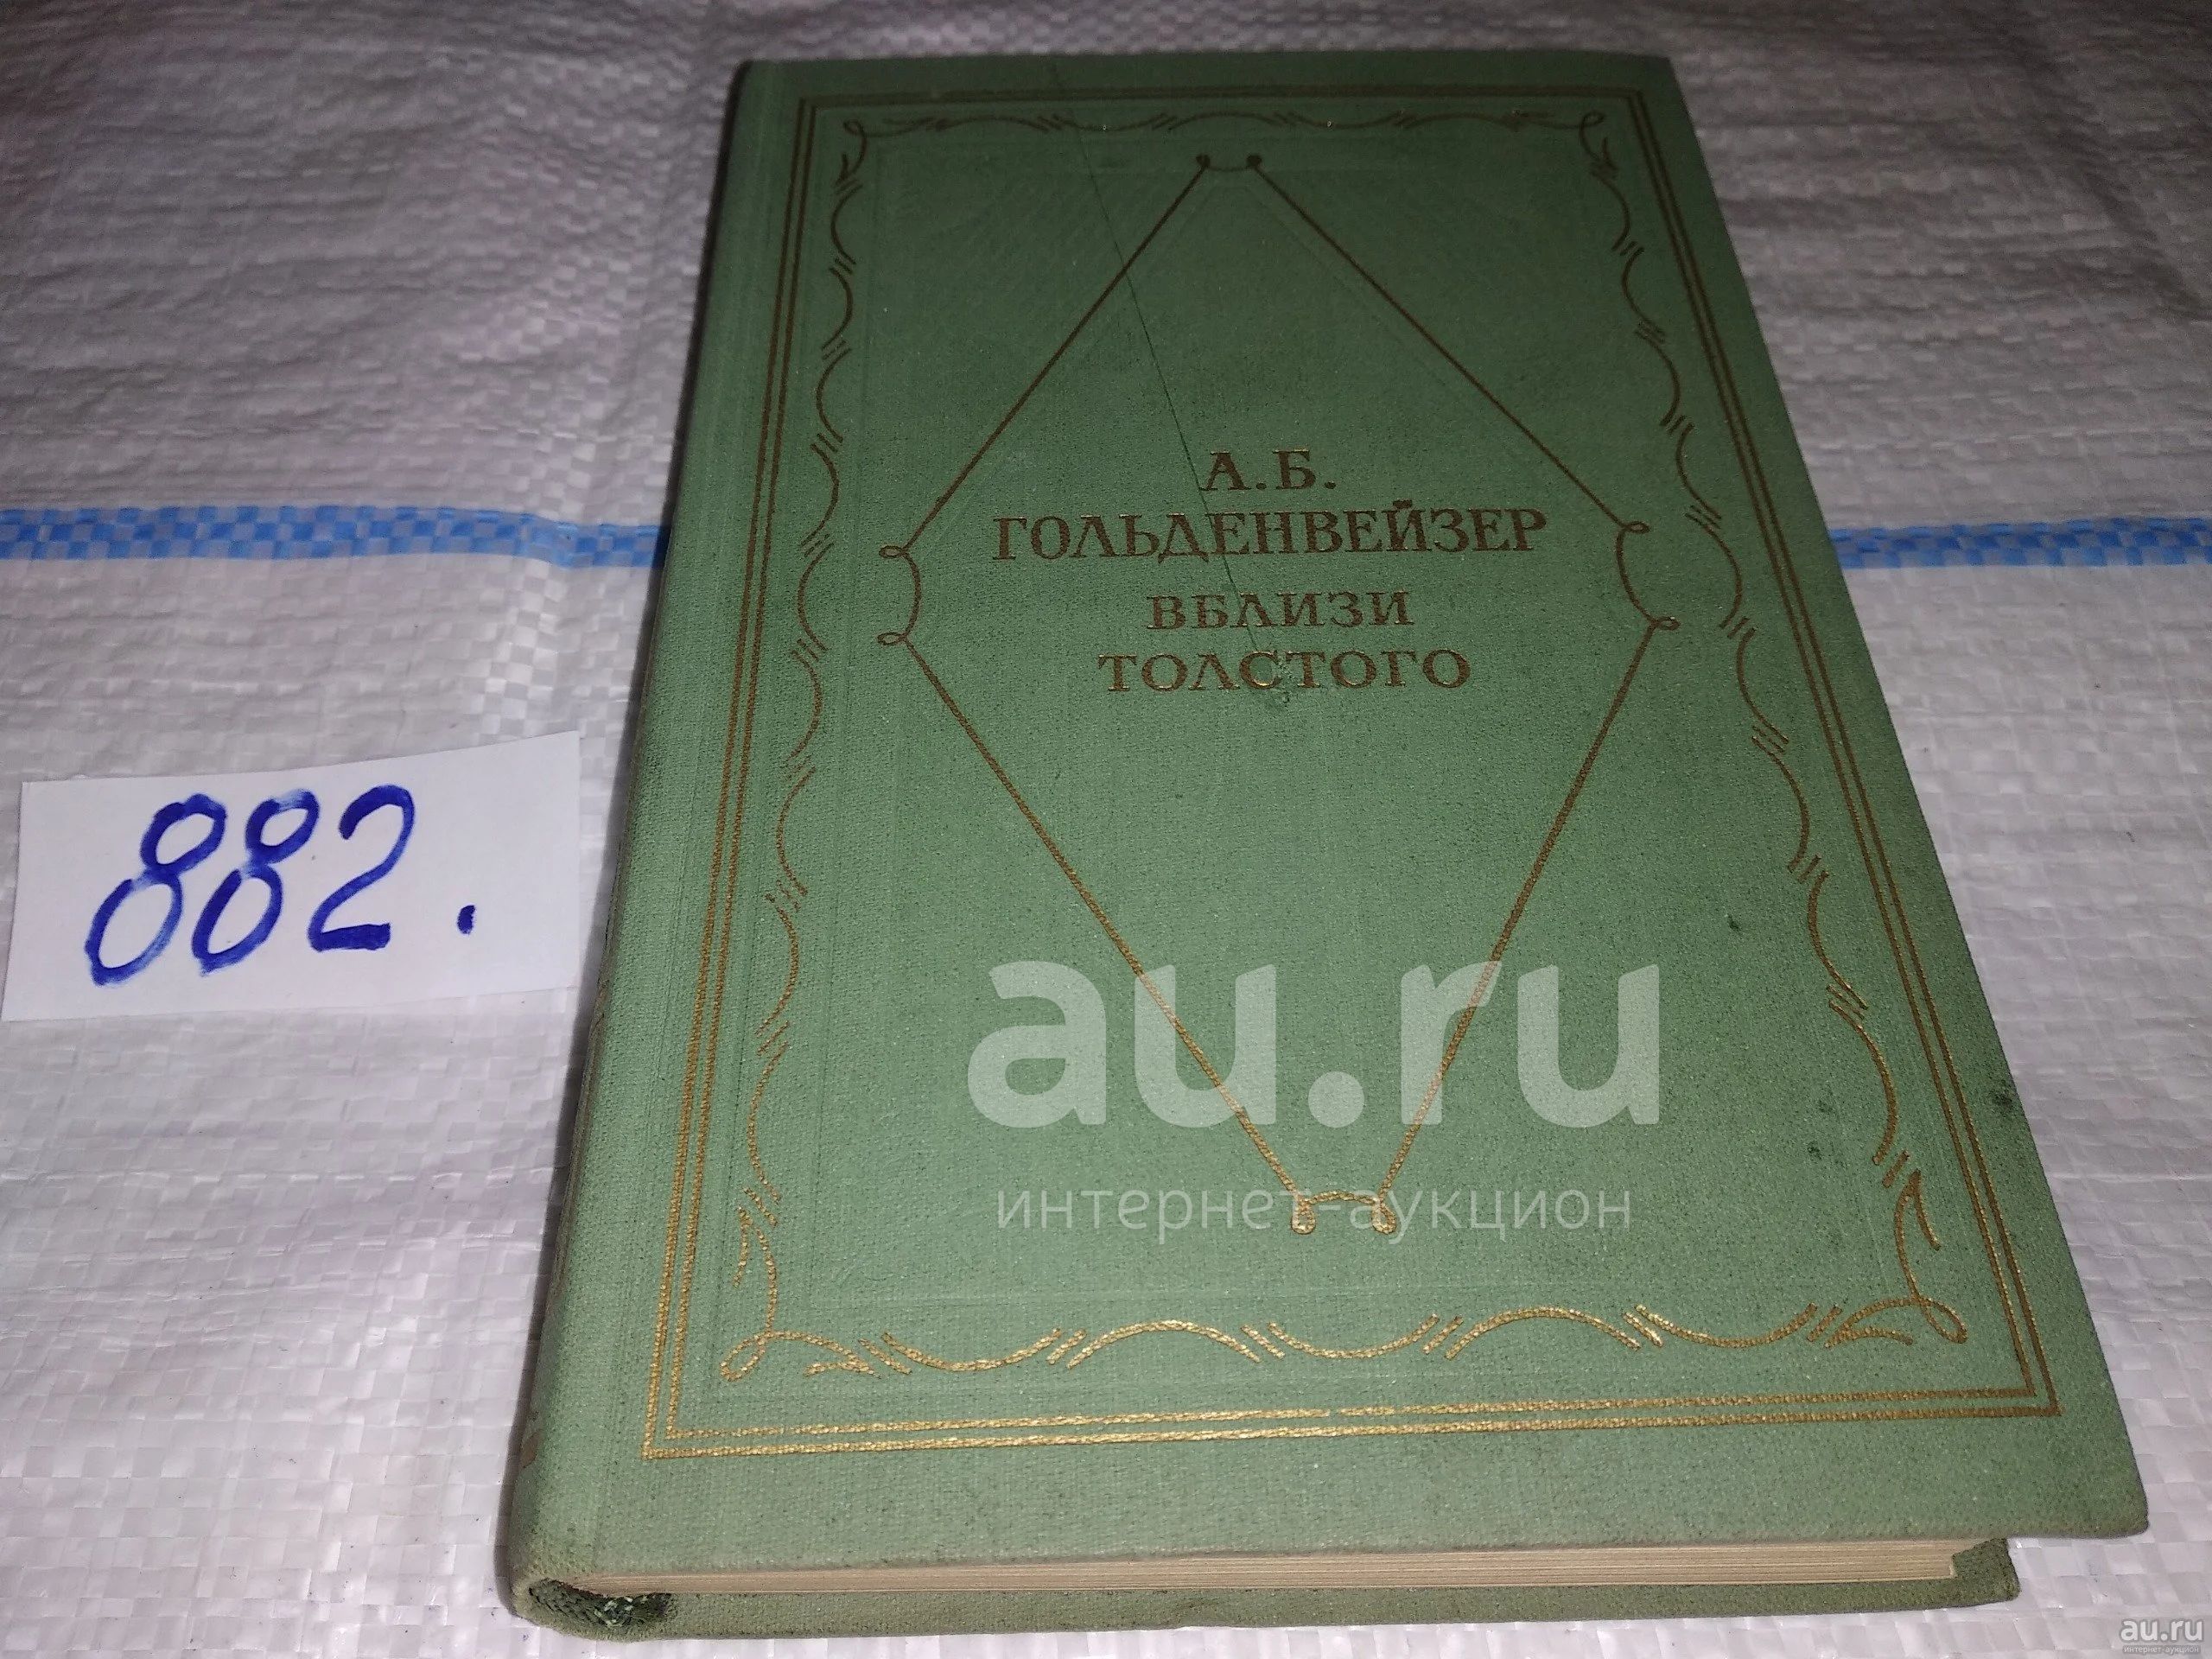 А.Б.
ГОЛЬДЕНВЕЙЗЕР
ВБЛИЗИ
ТОЛСТОГО
882.
au.ru
интернет-аукцион
au.ru
интернет-аукцион